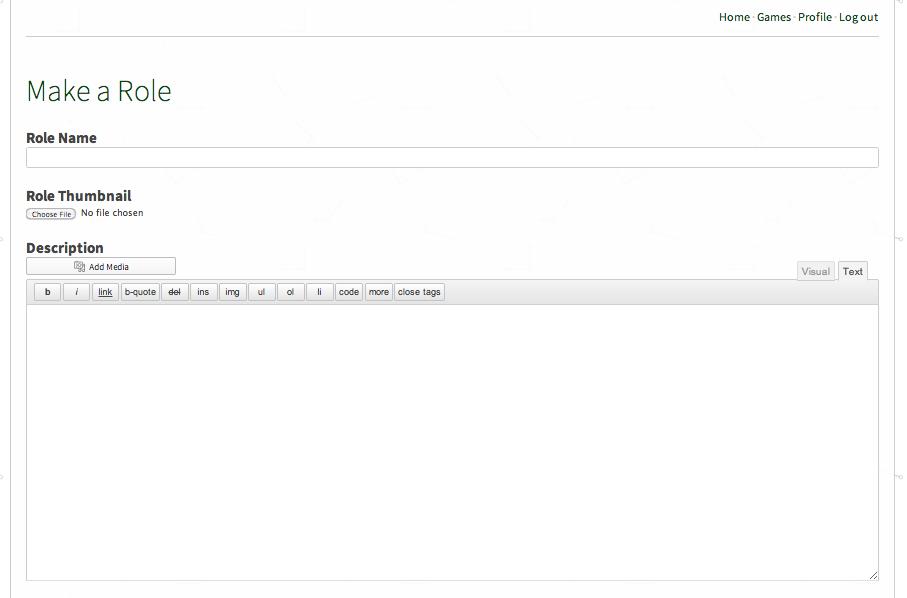 Home · Games · Profile · Log out
Make a Role
Role Name
Role Thumbnail
Choose File No file chosen
Description
Add Media
Visual Text
b i link b-quote del ins img ul ol li code more close tags